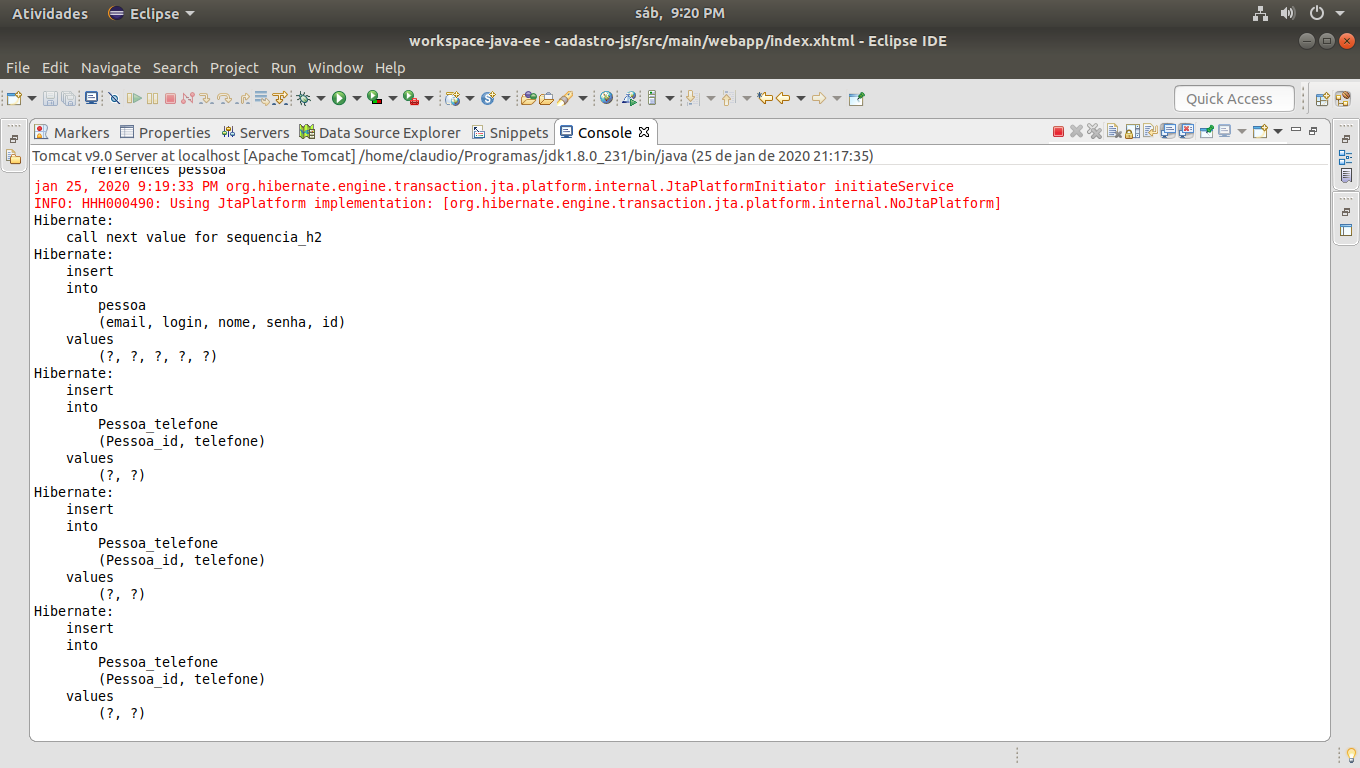 Atividades Eclipse sáb, 9:20 PM
workspace-java-ee - cadastro-jsf/src/main/webapp/index.xhtml - Eclipse IDE
File Edit Navigate Search Project Run Window Help
Quick Access
Markers Properties Servers Data Source Explorer Snippets Console
Tomcat v9.0 Server at localhost [Apache Tomcat] /home/claudio/Programas/jdk1.8.0_231/bin/java (25 de jan de 2020 21:17:35)
references pessoa
jan 25, 2020 9:19:33 PM org.hibernate.engine.transaction.jta.platform.internal.JtaPlatformInitiator initiateService
INFO: HHH000490: Using JtaPlatform implementation: [org.hibernate.engine.transaction.jta.platform.internal.NoJtaPlatform]
Hibernate:
call next value for sequencia_h2
Hibernate:
insert
into
pessoa
(email, login, nome, senha, id)
values
(?, ?, ?, ?, ?)
Hibernate:
insert
into
Pessoa_telefone
(Pessoa_id, telefone)
values
(?, ?)
Hibernate:
insert
into
Pessoa_telefone
(Pessoa_id, telefone)
values
(?, ?)
Hibernate:
insert
into
Pessoa_telefone
(Pessoa_id, telefone)
values
(?, ?)